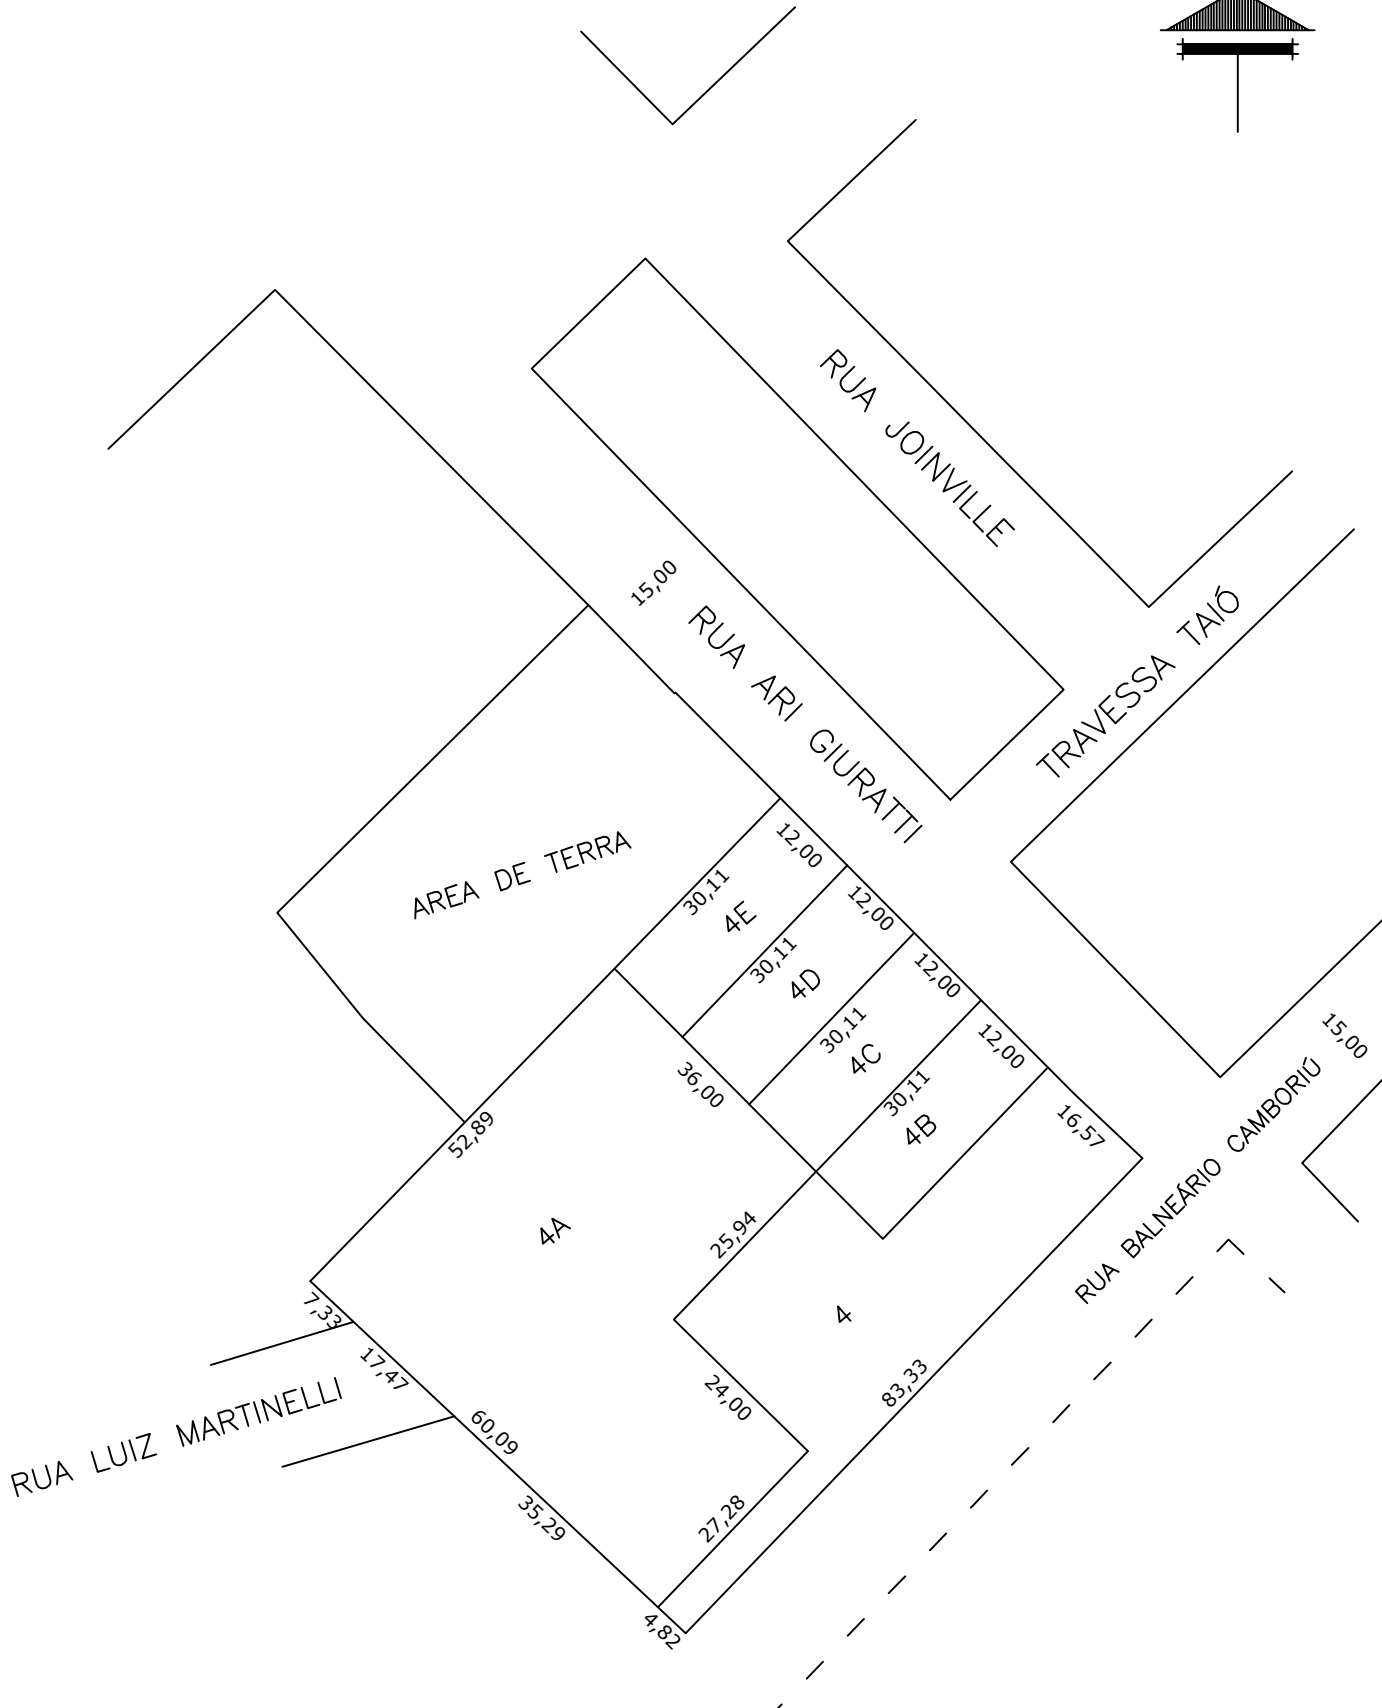 RUA JOINVILLE
15,00
RUA ARI GIURATTI
TRAVESSA TAIÓ
AREA DE TERRA
12,00
30,11
4E
12,00
30,11
4D
12,00
30,11
4C
12,00
30,11
4B
16,57
15,00
RUA BALNEÁRIO CAMBORIÚ
36,00
52,89
4A
25,94
4
7,33
17,47
RUA LUIZ MARTINELLI
60,09
24,00
83,33
35,29
27,28
4,82